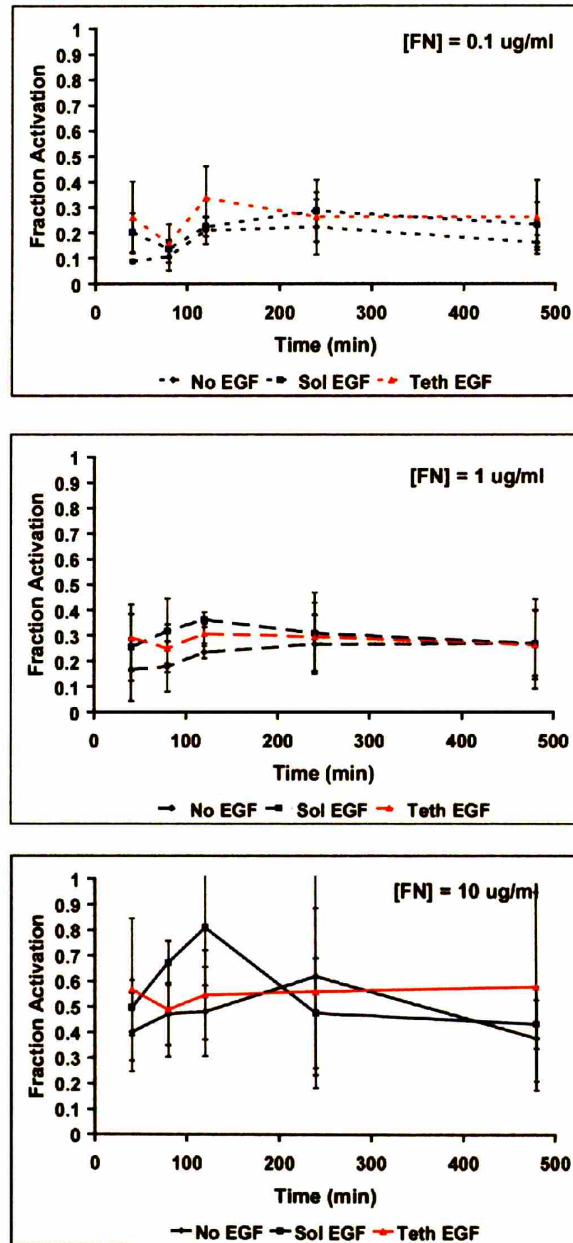 [FN] = 0.1 ug/ml
Fraction Activation
1
0.9
0.8
0.7
0.6
0.5
0.4
0.3
0.2
0.1
0
0 100 200 300 400 500
Time (min)
No EGF Sol EGF Teth EGF
[FN] = 1 ug/ml
Fraction Activation
1
0.9
0.8
0.7
0.6
0.5
0.4
0.3
0.2
0.1
0
0 100 200 300 400 500
Time (min)
No EGF Sol EGF Teth EGF
[FN] = 10 ug/ml
Fraction Activation
1
0.9
0.8
0.7
0.6
0.5
0.4
0.3
0.2
0.1
0
0 100 200 300 400 500
Time (min)
No EGF Sol EGF Teth EGF